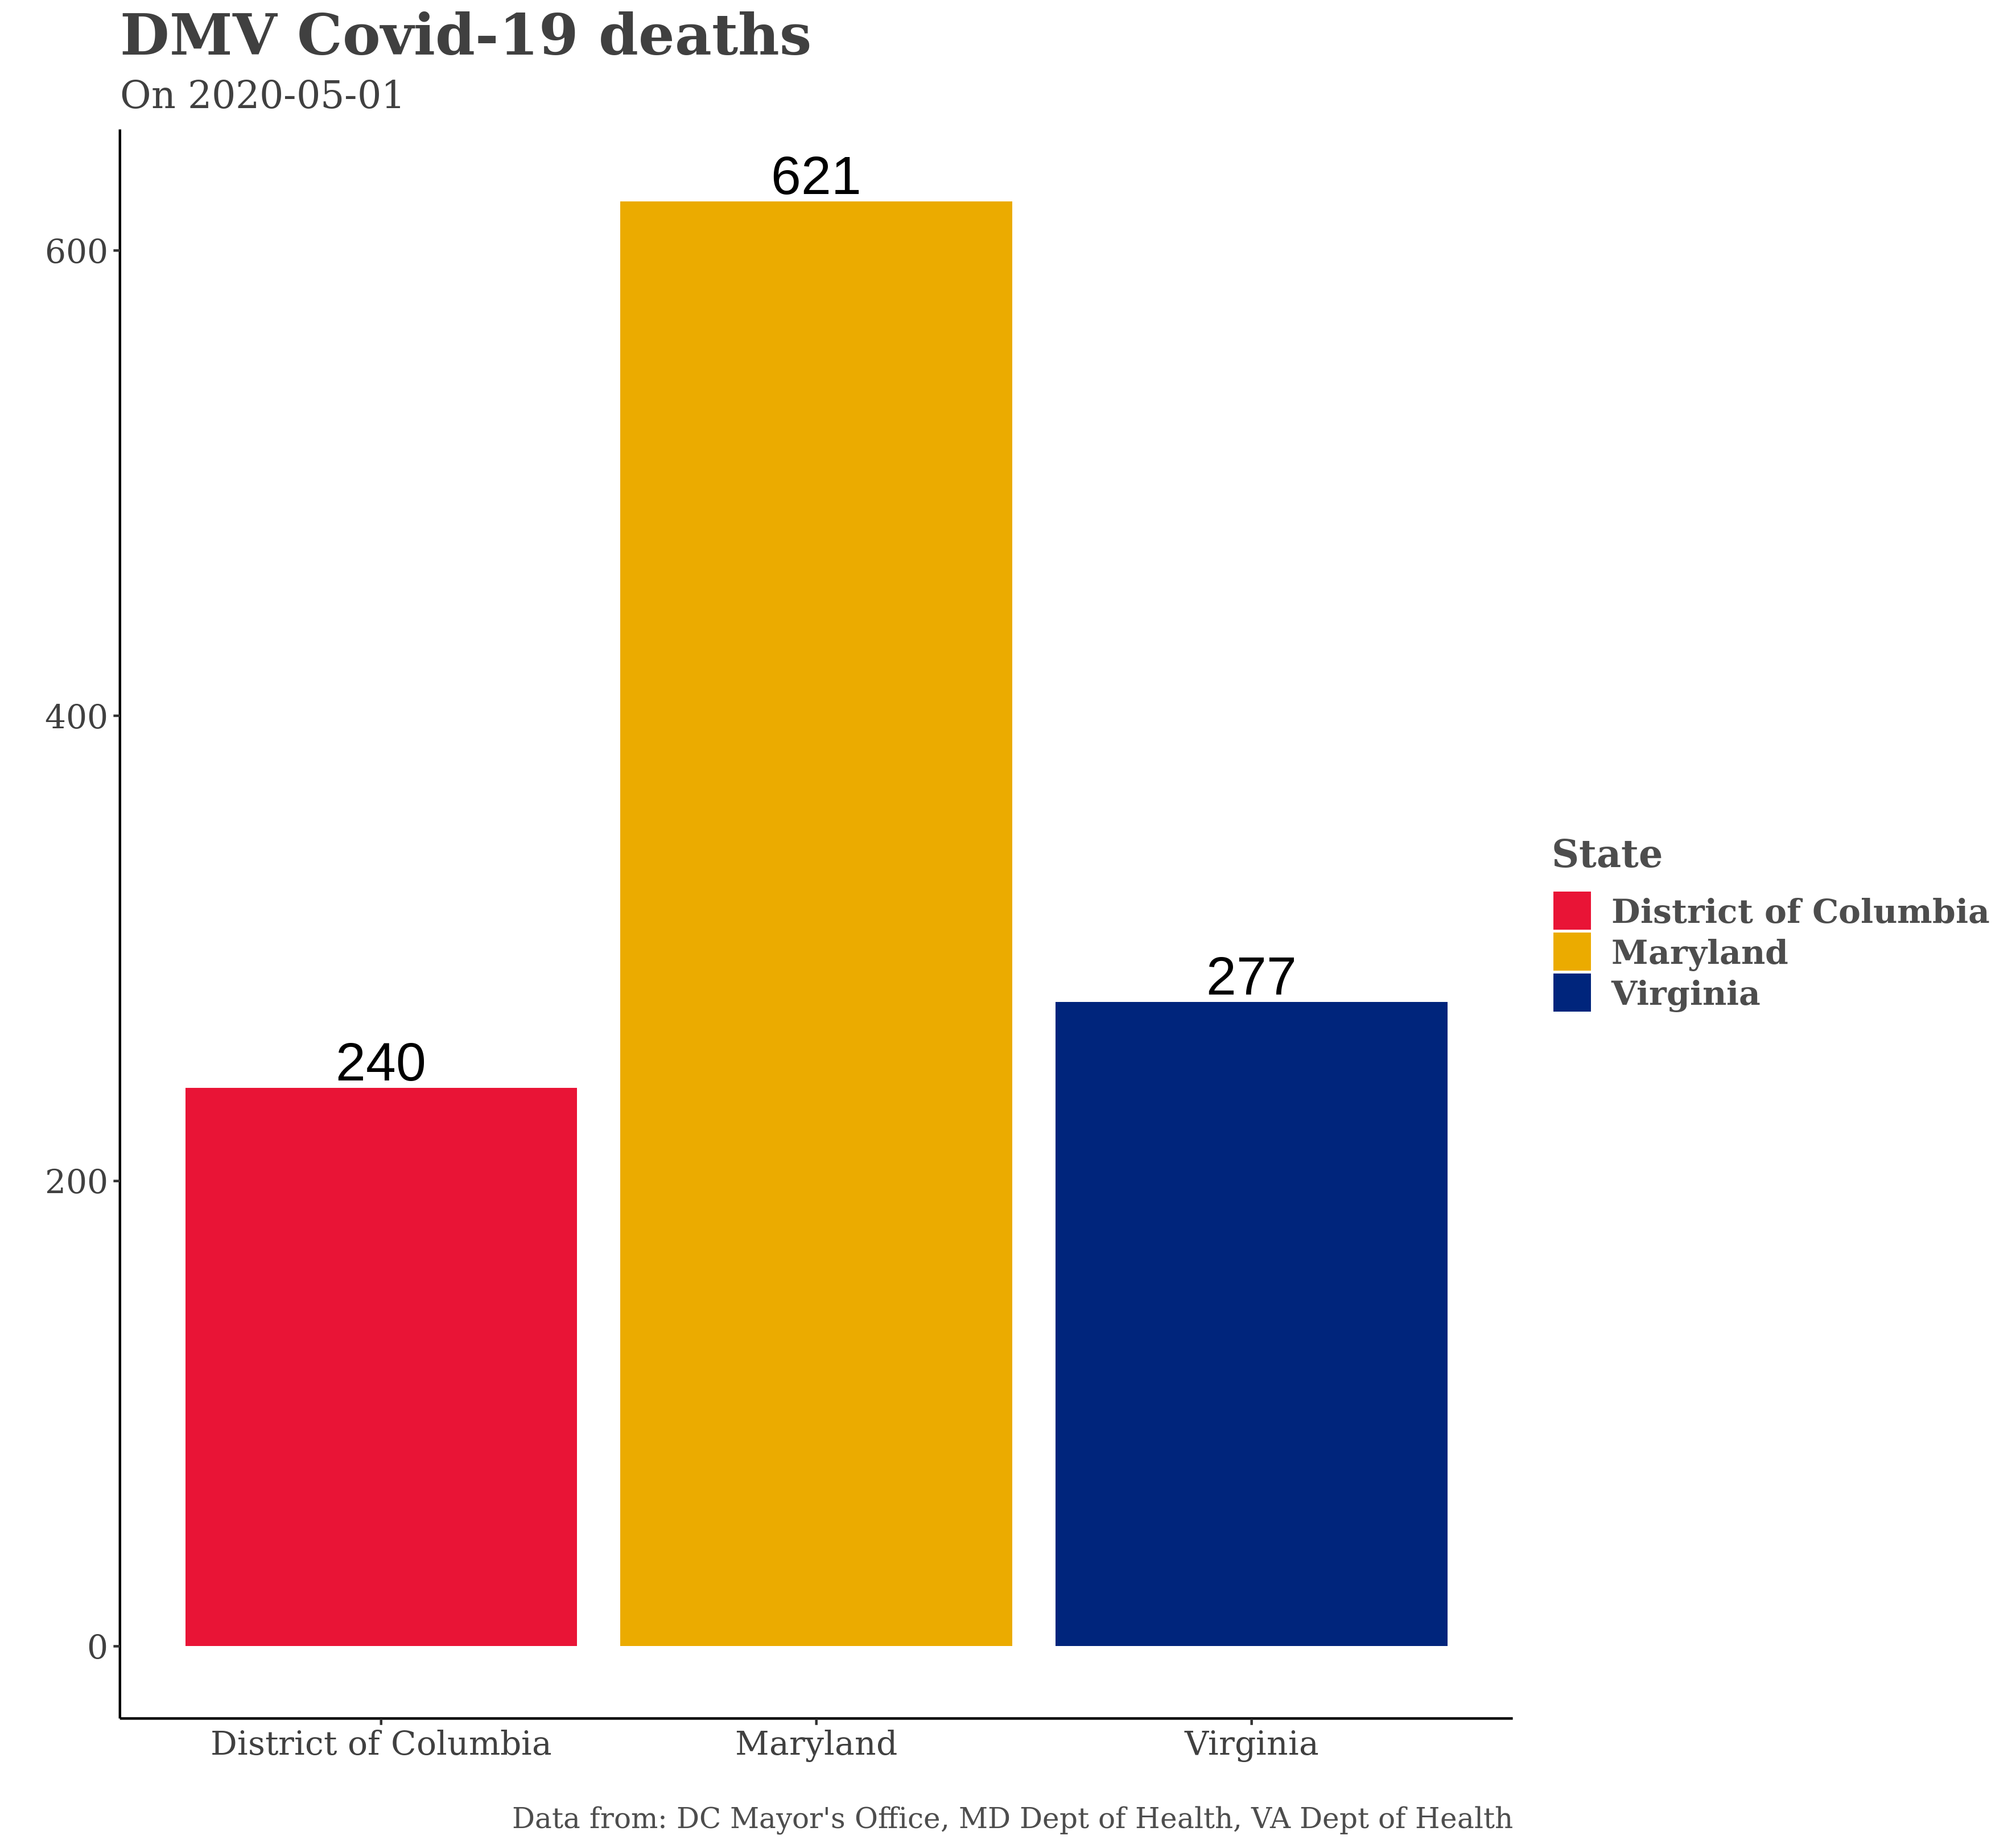 DMV Covid-19 deaths
On 2020-05-01
621
600
400
State
District of Columbia
Maryland
Virginia
277
240
200
0
District of Columbia Maryland Virginia
Data from: DC Mayor's Office, MD Dept of Health, VA Dept of Health